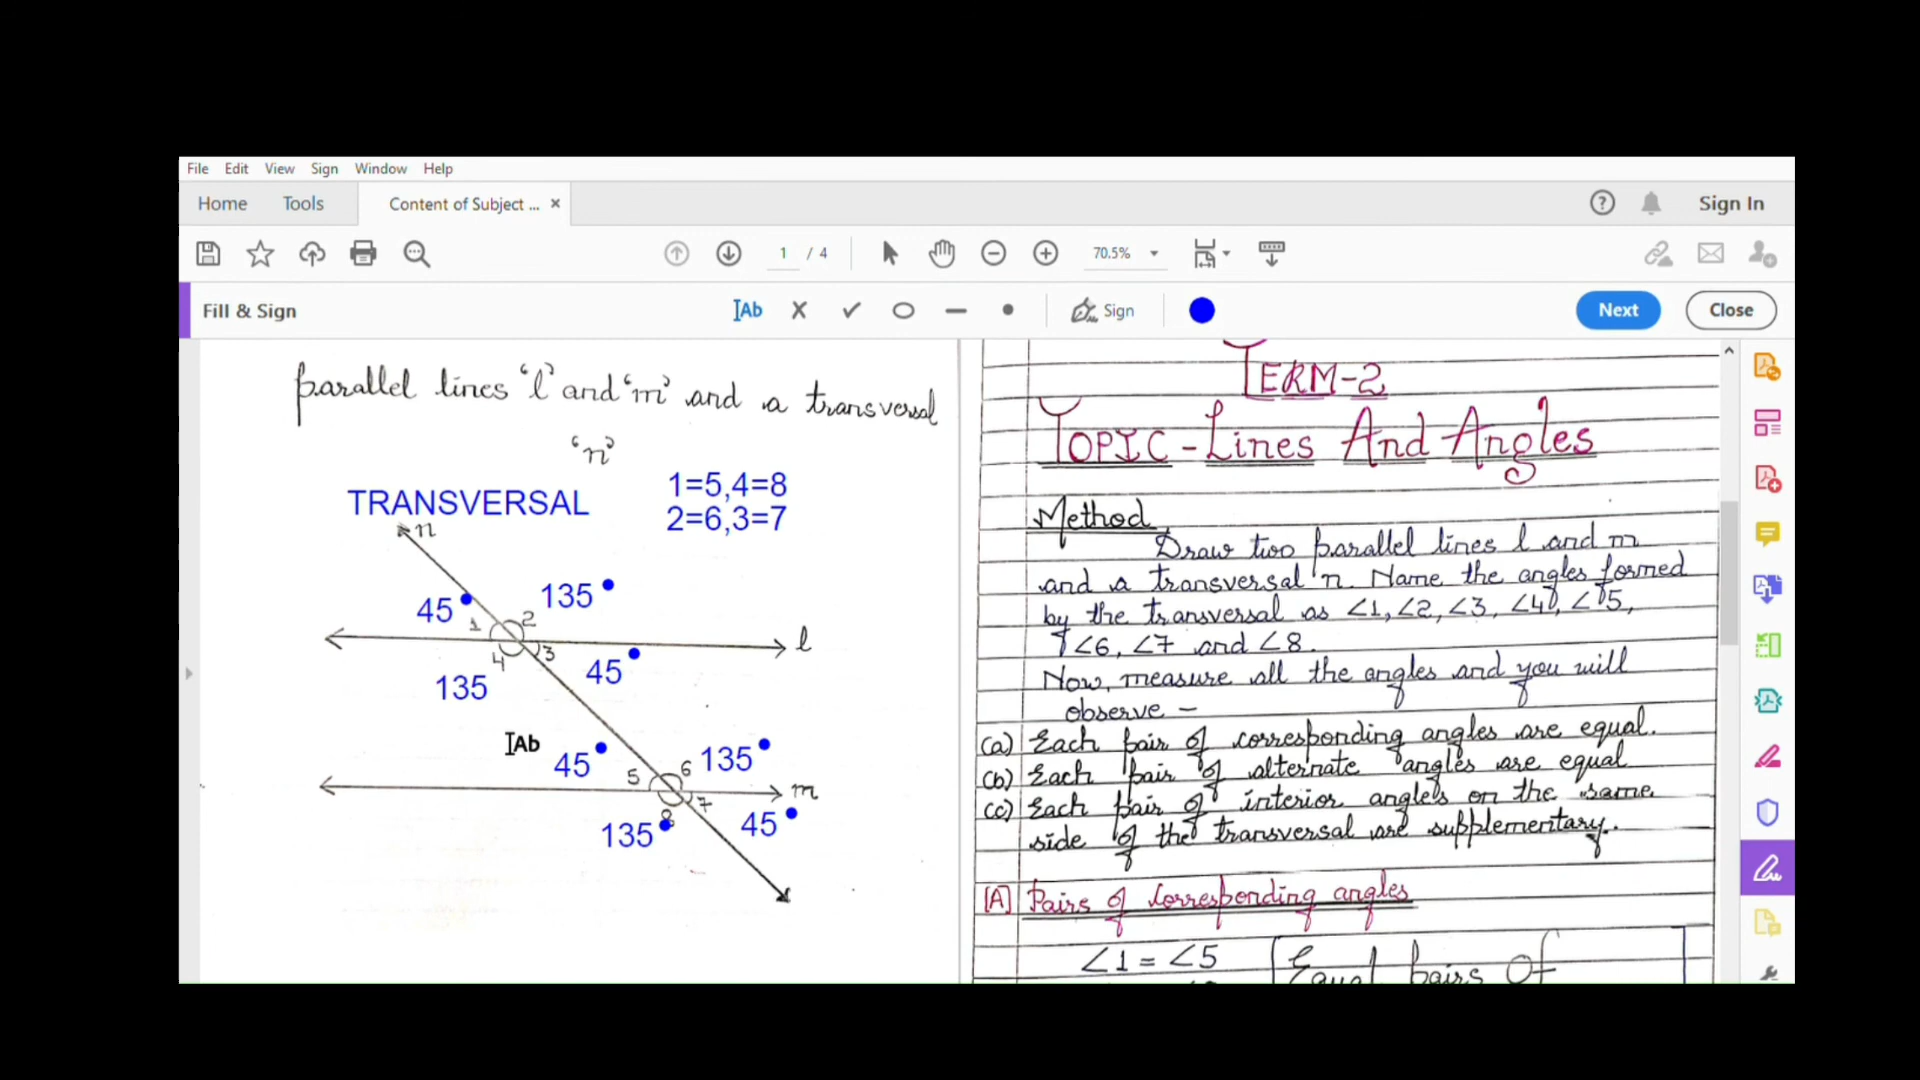 File Edit View Sign Window Help
Home Tools Content of Subject ... × Sign In
1 / 4 70.5%
Fill & Sign IAb Sign Next Close
parallel lines 'l' and 'm' and a transversal
'n'
TRANSVERSAL
1=5,4=8
2=6,3=7
n
45 135
1 2
l
4 3
135 45
IAb
45 135
5 6
m
8 7
135 45
TERM-2
TOPIC-Lines And Angles
Method
Draw two parallel lines l and m
and a transversal n. Name the angles formed
by the transversal as ∠1, ∠2, ∠3, ∠4, ∠5,
∠6, ∠7 and ∠8.
Now, measure all the angles and you will
observe –
(a) Each pair of corresponding angles are equal.
(b) Each pair of alternate angles are equal
(c) Each pair of interior angles on the same
side of the transversal are supplementary.
[A] Pairs of corresponding angles
∠1 = ∠5 Equal pairs of